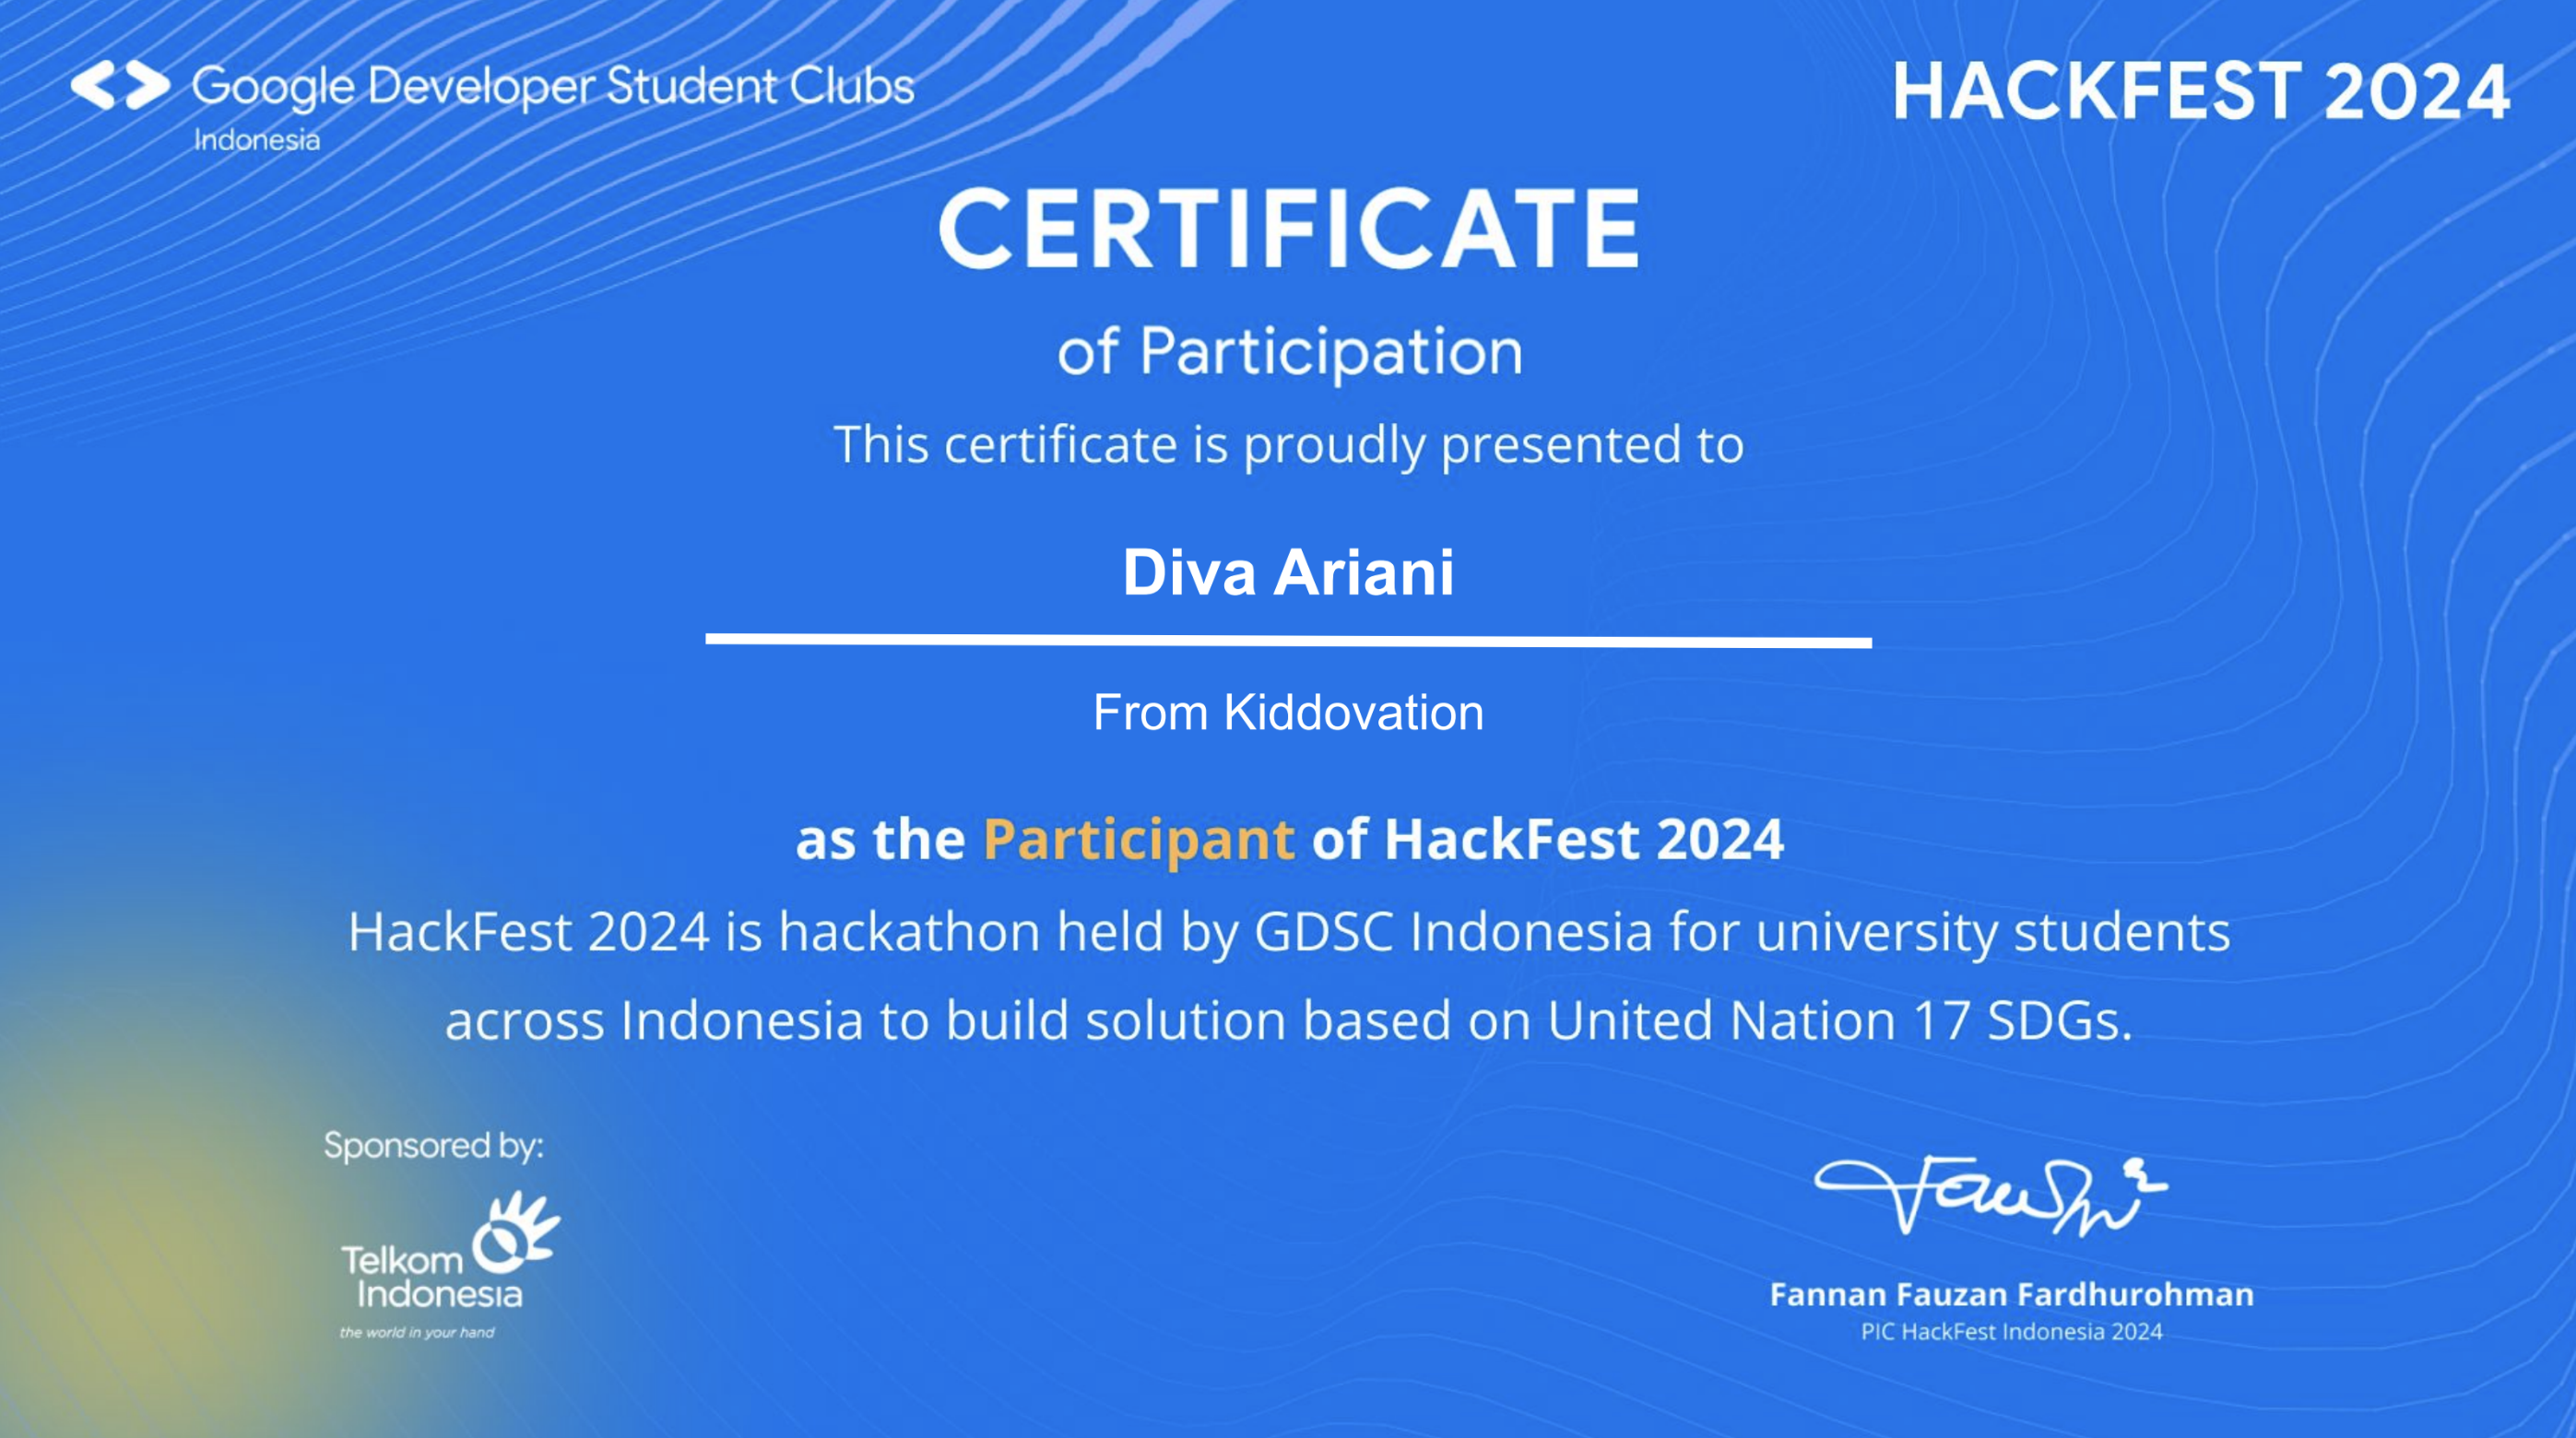 Google Developer Student Clubs
Indonesia
HACKFEST 2024
CERTIFICATE
of Participation
This certificate is proudly presented to
Diva Ariani
From Kiddovation
as the Participant of HackFest 2024
HackFest 2024 is hackathon held by GDSC Indonesia for university students
across Indonesia to build solution based on United Nation 17 SDGs.
Sponsored by:
Telkom
Indonesia
the world in your hand
Fannan Fauzan Fardhurohman
PIC HackFest Indonesia 2024